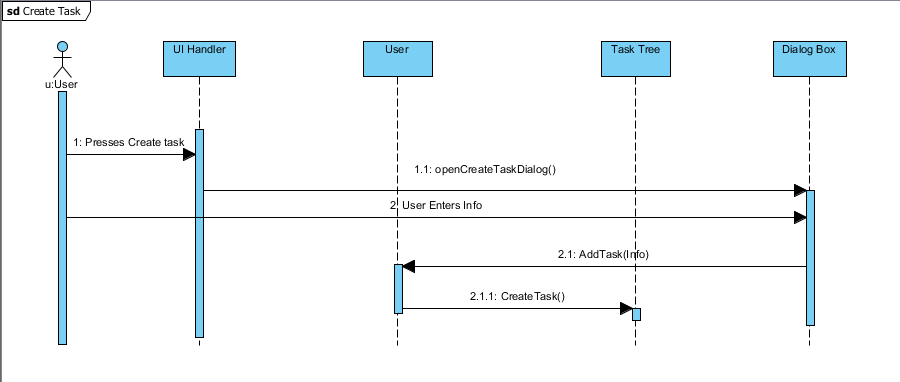 sd Create Task
u:User
UI Handler
User
Task Tree
Dialog Box
1: Presses Create task
1.1: openCreateTaskDialog()
2: User Enters Info
2.1: AddTask(Info)
2.1.1: CreateTask()